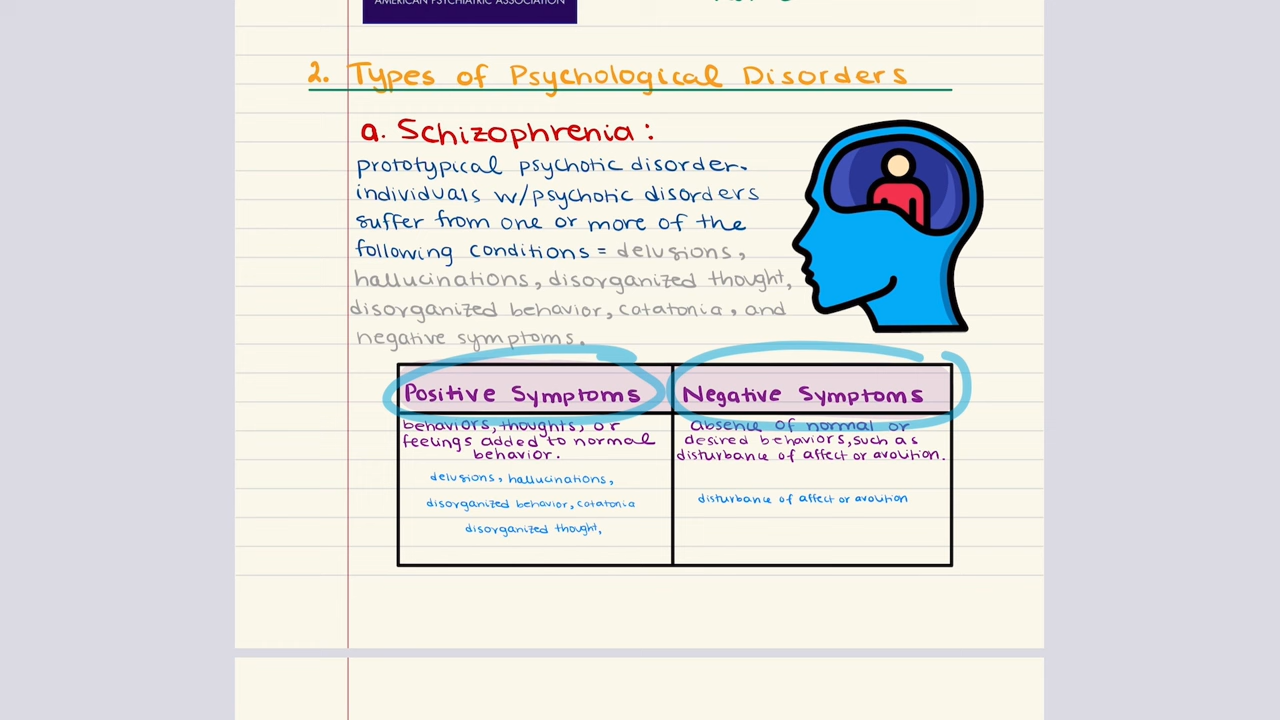 AMERICAN PSYCHIATRIC ASSOCIATION
2. Types of Psychological Disorders
a. Schizophrenia:
prototypical psychotic disorder.
individuals w/psychotic disorders
suffer from one or more of the
following conditions = delusions,
hallucinations, disorganized thought,
disorganized behavior, catatonia, and
negative symptoms.
Positive Symptoms
behaviors, thoughts, or
feelings added to normal
behavior.
delusions, hallucinations,
disorganized behavior, catatonia
disorganized thought,
Negative Symptoms
absence of normal or
desired behaviors, such as
disturbance of affect or avolition.
disturbance of affect or avolition